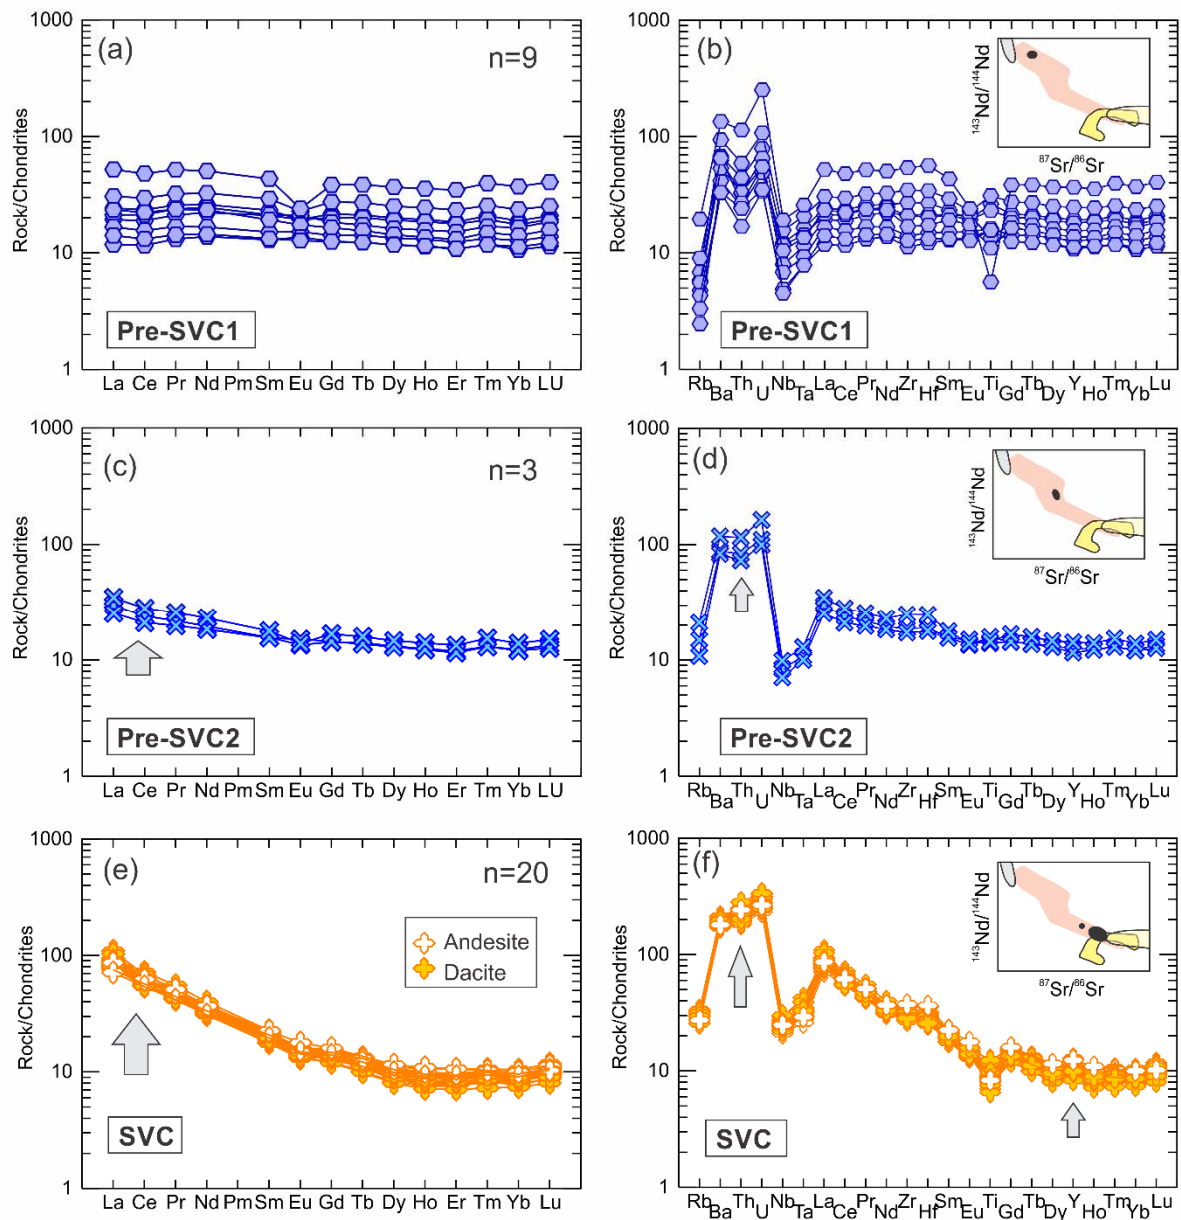 1000
100
10
1
Rock/Chondrites
(a)
n=9
Pre-SVC1
La Ce Pr Nd Pm Sm Eu Gd Tb Dy Ho Er Tm Yb LU
1000
100
10
1
Rock/Chondrites
(b)
143Nd/144Nd
87Sr/86Sr
Pre-SVC1
Rb Ba Th U Nb Ta La Ce Pr Nd Zr Hf Sm Eu Ti Gd Tb Dy Y Ho Tm Yb Lu
1000
100
10
1
Rock/Chondrites
(c)
n=3
Pre-SVC2
La Ce Pr Nd Pm Sm Eu Gd Tb Dy Ho Er Tm Yb LU
1000
100
10
1
Rock/Chondrites
(d)
143Nd/144Nd
87Sr/86Sr
Pre-SVC2
Rb Ba Th U Nb Ta La Ce Pr Nd Zr Hf Sm Eu Ti Gd Tb Dy Y Ho Tm Yb Lu
1000
100
10
1
Rock/Chondrites
(e)
n=20
Andesite
Dacite
SVC
La Ce Pr Nd Pm Sm Eu Gd Tb Dy Ho Er Tm Yb Lu
1000
100
10
1
Rock/Chondrites
(f)
143Nd/144Nd
87Sr/86Sr
SVC
Rb Ba Th U Nb Ta La Ce Pr Nd Zr Hf Sm Eu Ti Gd Tb Dy Y Ho Tm Yb Lu